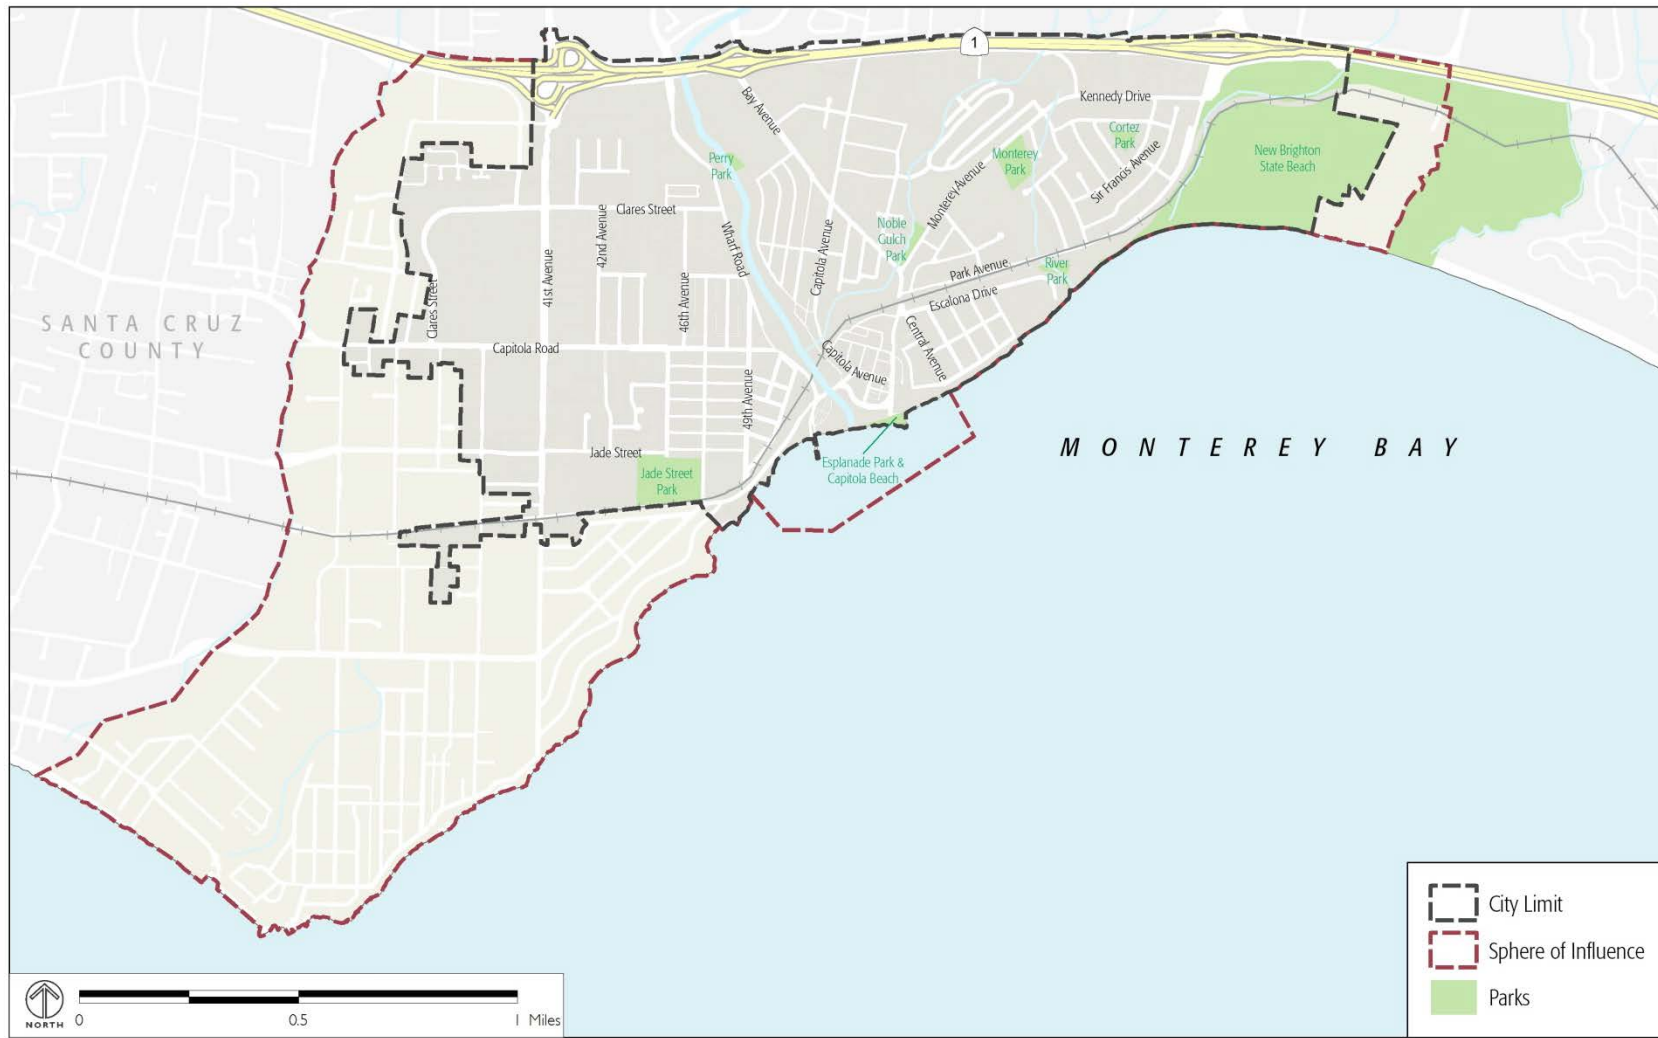 1
Bay Avenue
Kennedy Drive
Cortez
Park
Monterey
Park
Perry
Park
New Brighton
State Beach
Sir Francis Avenue
Monterey Avenue
Clares Street
42nd Avenue
Wharf Road
Noble
Gulch
Park
Capitola Avenue
41st Avenue
Park Avenue
River
Park
Escalona Drive
46th Avenue
Clares Street
SANTA CRUZ
COUNTY
Central Avenue
Capitola Road
Capitola Avenue
49th Avenue
Jade Street
MONTEREY BAY
Esplanade Park &
Capitola Beach
Jade Street
Park
City Limit
Sphere of Influence
Parks
NORTH
0 0.5 1 Miles